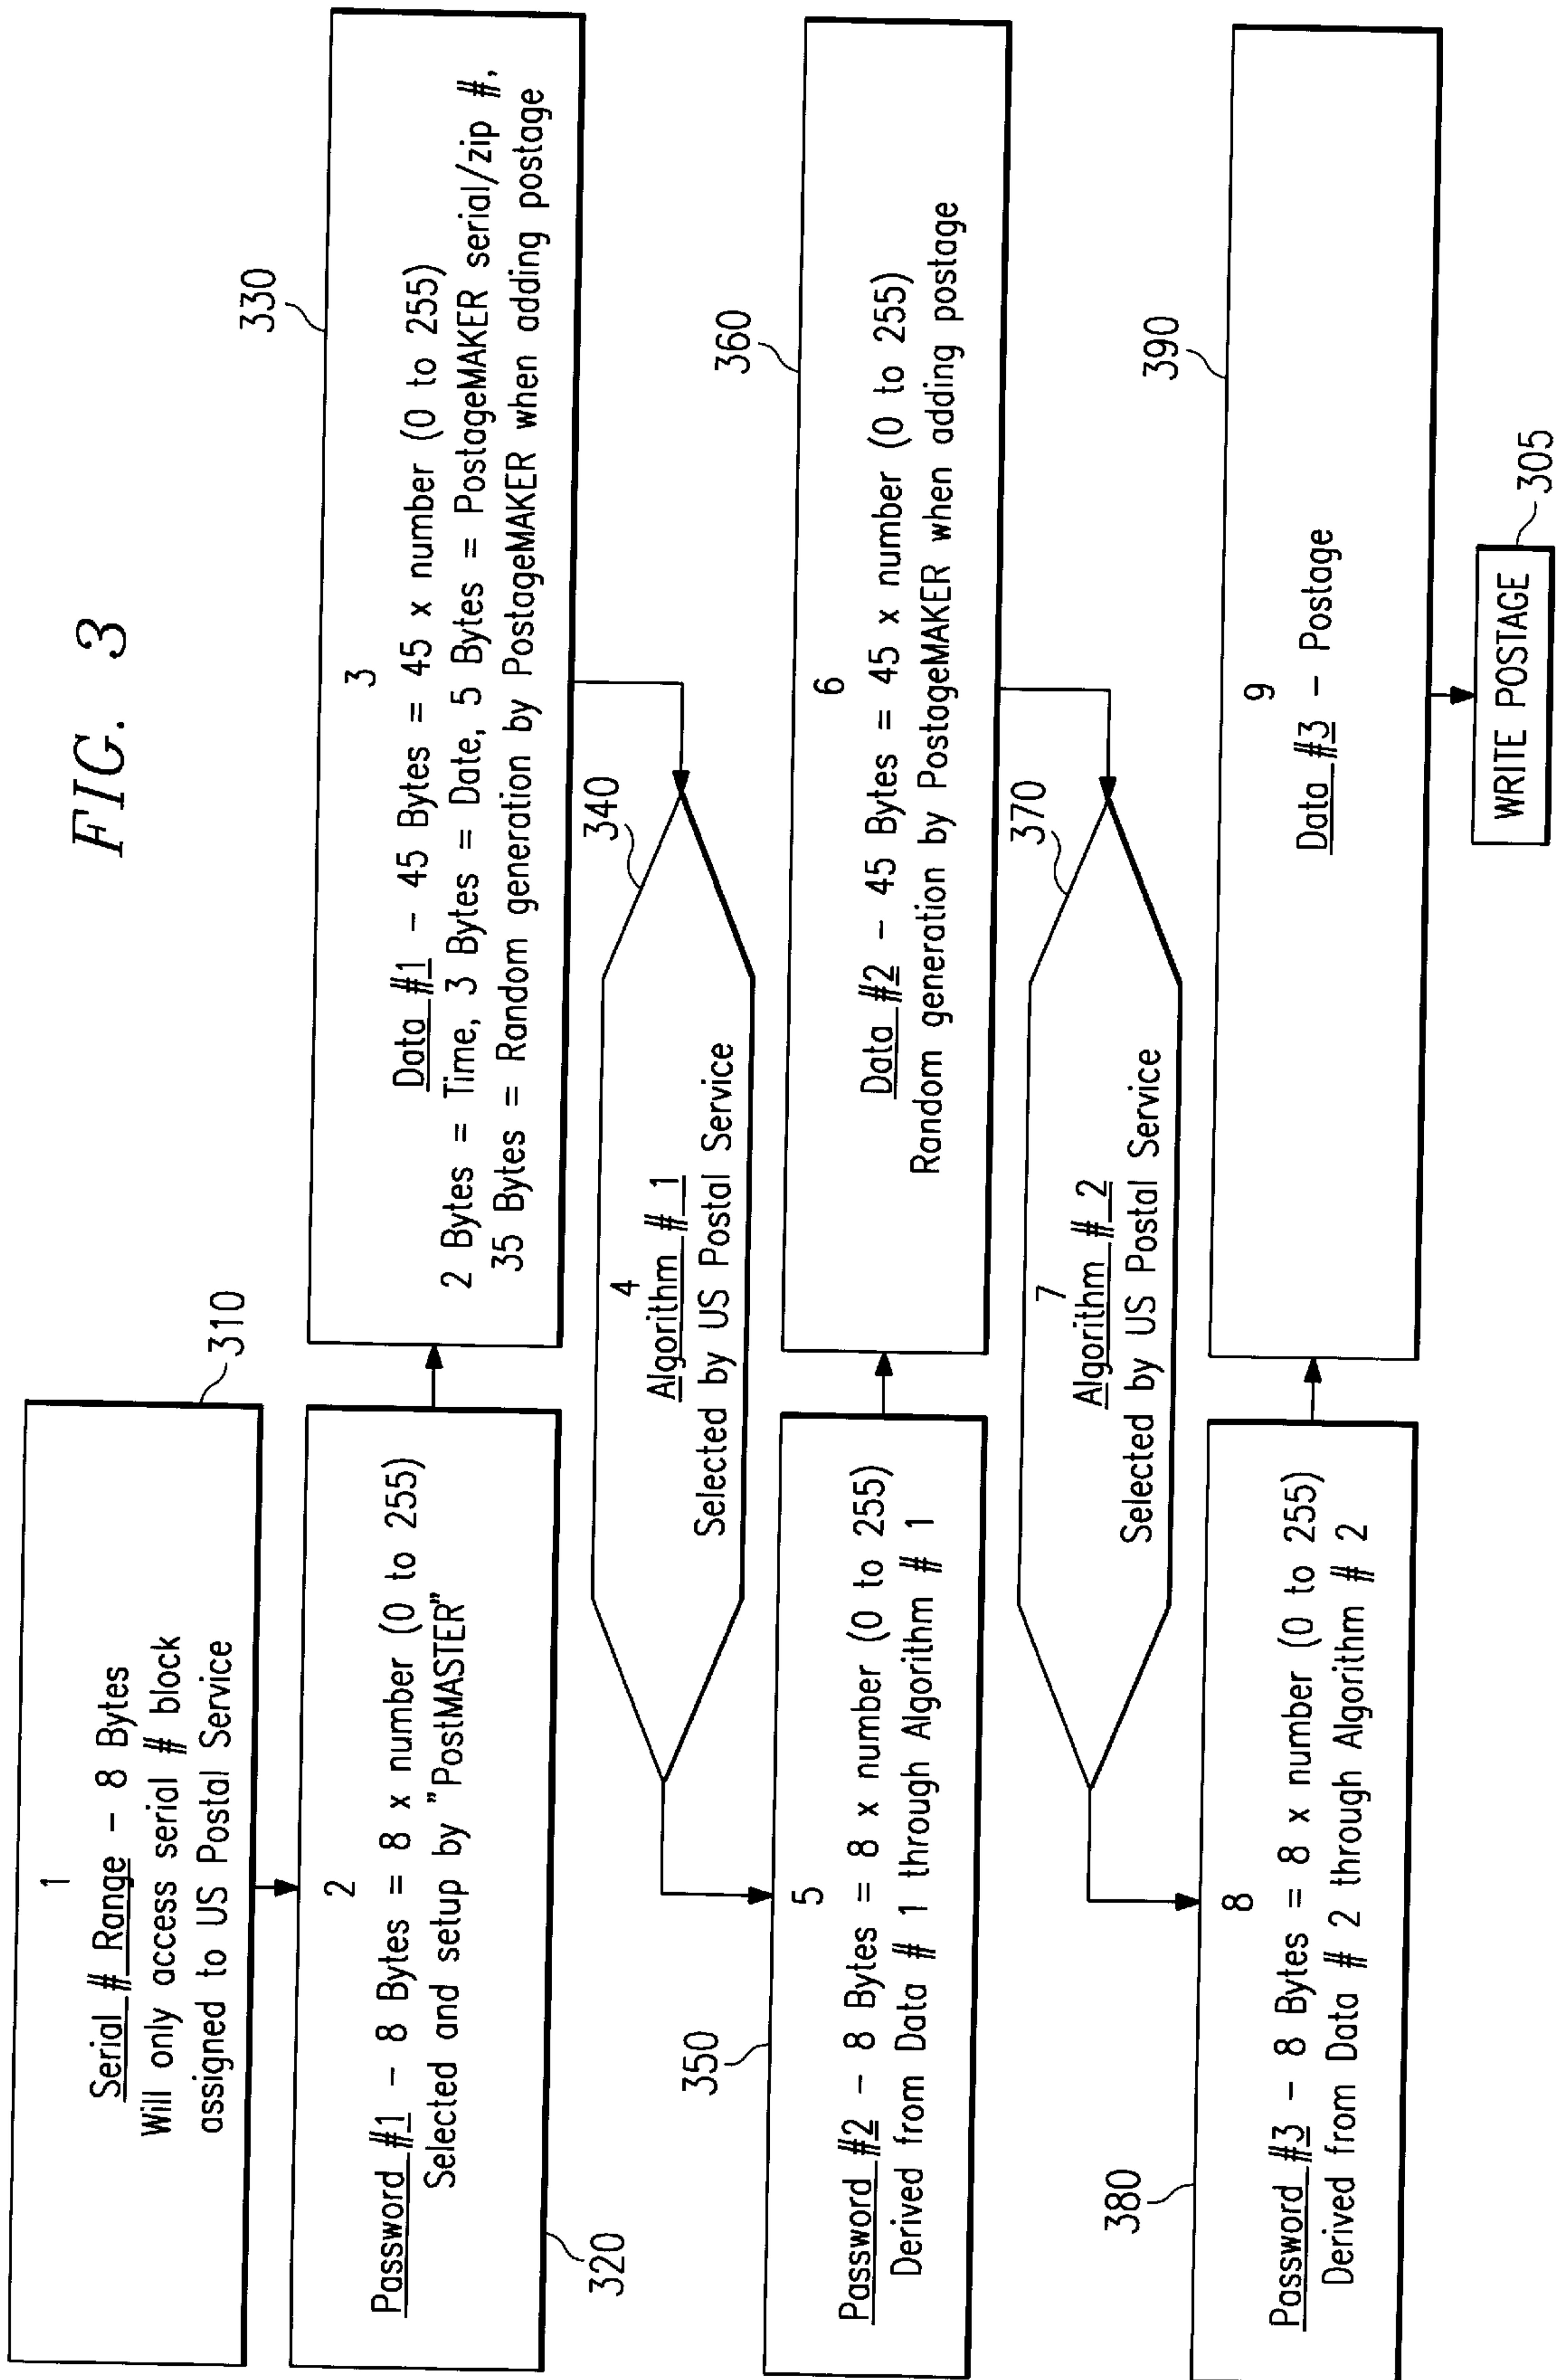 FIG. 3
310
1
Serial # Range - 8 Bytes
Will only access serial # block
assigned to US Postal Service
320
2
Password #1 - 8 Bytes = 8 x number (0 to 255)
Selected and setup by "PostMASTER"
330
3
Data #1 - 45 Bytes = 45 x number (0 to 255)
2 Bytes = Time, 3 Bytes = Date, 5 Bytes = PostageMAKER serial/zip #,
35 Bytes = Random generation by PostageMAKER when adding postage
340
4
Algorithm # 1
Selected by US Postal Service
350
5
Password #2 - 8 Bytes = 8 x number (0 to 255)
Derived from Data # 1 through Algorithm # 1
360
6
Data #2 - 45 Bytes = 45 x number (0 to 255)
Random generation by PostageMAKER when adding postage
370
7
Algorithm # 2
Selected by US Postal Service
380
8
Password #3 - 8 Bytes = 8 x number (0 to 255)
Derived from Data # 2 through Algorithm # 2
390
9
Data #3 - Postage
305
WRITE POSTAGE